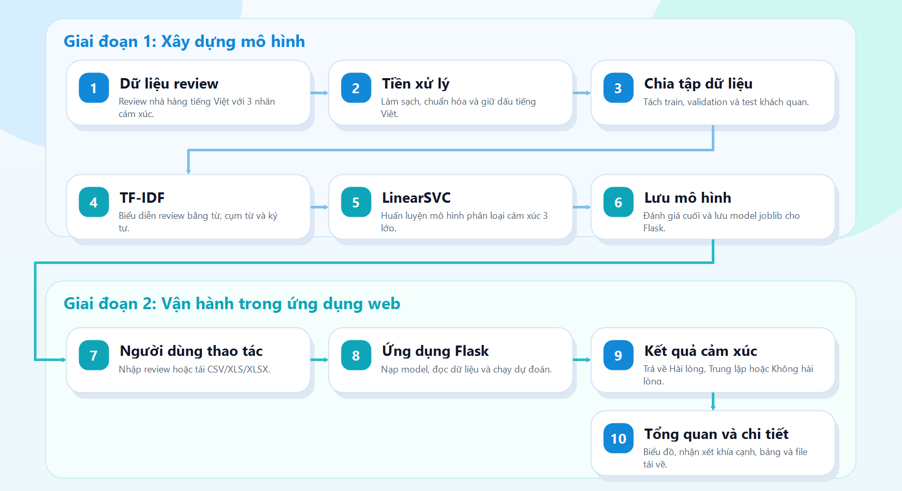 Giai đoạn 1: Xây dựng mô hình
1
Dữ liệu review
Review nhà hàng tiếng Việt với 3 nhãn
cảm xúc.
2
Tiền xử lý
Làm sạch, chuẩn hóa và giữ dấu tiếng
Việt.
3
Chia tập dữ liệu
Tách train, validation và test khách quan.
4
TF-IDF
Biểu diễn review bằng từ, cụm từ và ký
tự.
5
LinearSVC
Huấn luyện mô hình phân loại cảm xúc 3
lớp.
6
Lưu mô hình
Đánh giá cuối và lưu model joblib cho
Flask.
Giai đoạn 2: Vận hành trong ứng dụng web
7
Người dùng thao tác
Nhập review hoặc tải CSV/XLS/XLSX.
8
Ứng dụng Flask
Nạp model, đọc dữ liệu và chạy dự đoán.
9
Kết quả cảm xúc
Trả về Hài lòng, Trung lập hoặc Không hài
lòng.
10
Tổng quan và chi tiết
Biểu đồ, nhận xét khía cạnh, bảng và file
tải về.